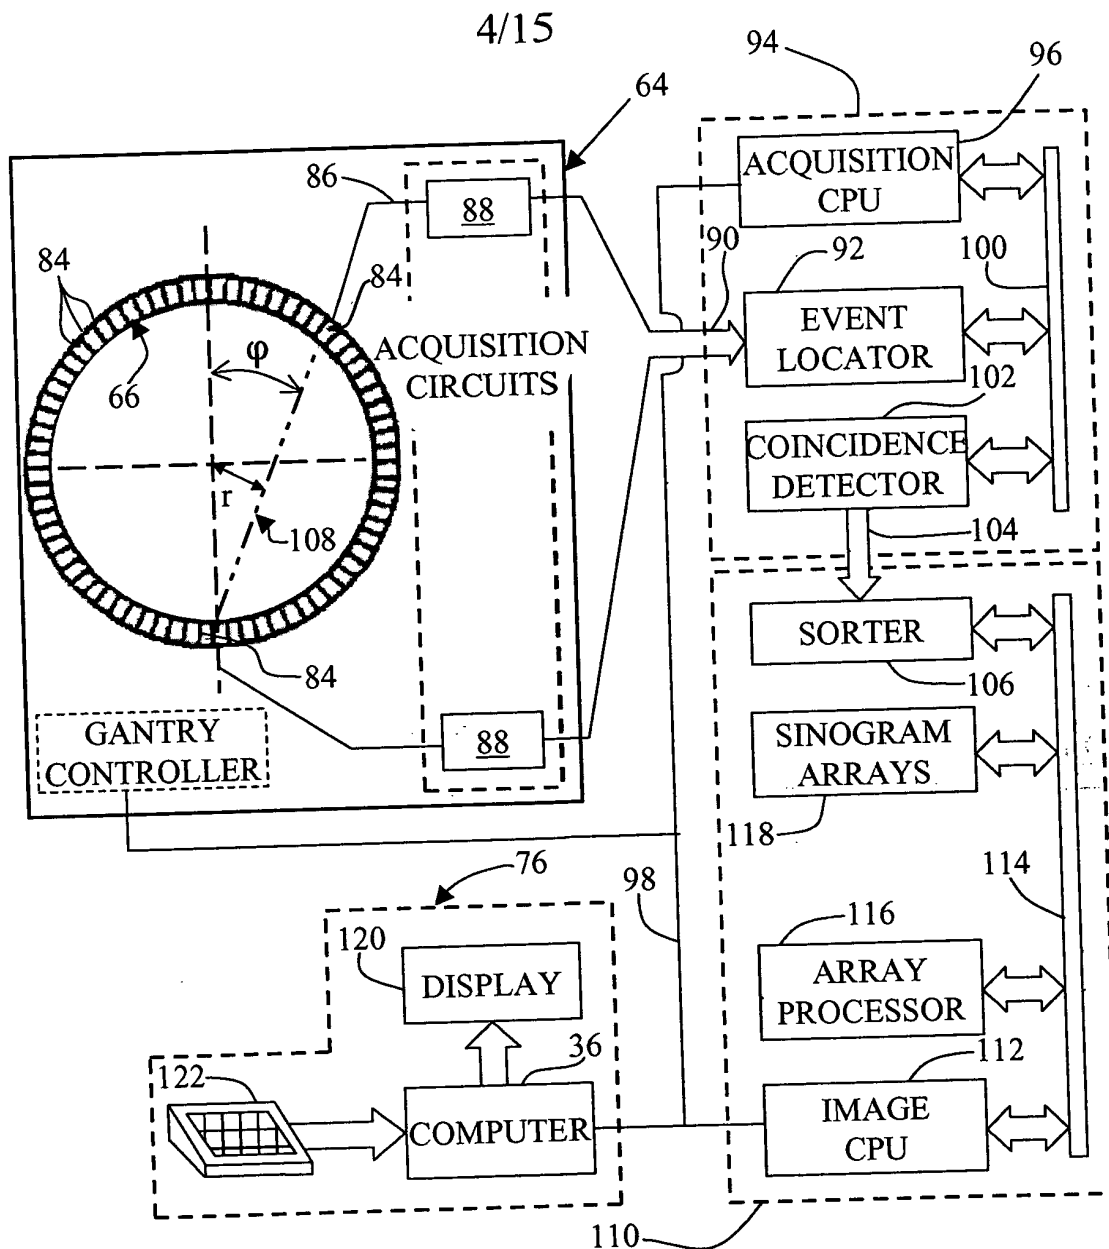 4/15
64
94
96
86
88
ACQUISITION
CPU
84
84
90
92
100
φ
66
ACQUISITION
CIRCUITS
EVENT
LOCATOR
102
r
COINCIDENCE
DETECTOR
108
104
84
SORTER
106
GANTRY
CONTROLLER
88
SINOGRAM
ARRAYS
118
76
98
114
120
116
DISPLAY
ARRAY
PROCESSOR
36
112
122
COMPUTER
IMAGE
CPU
110